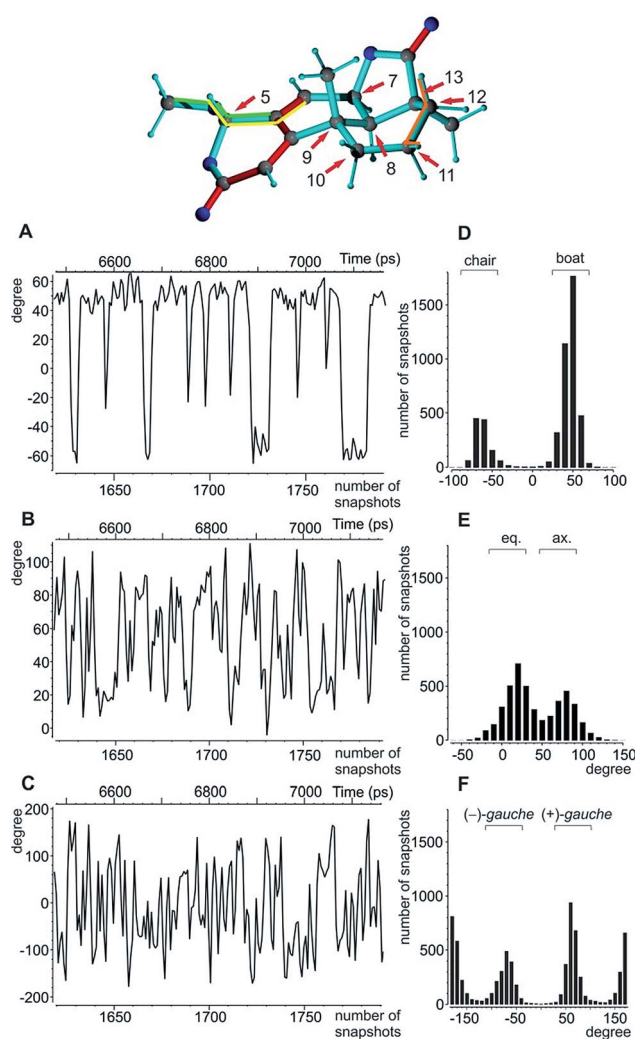 5
7
13
12
9
10
8
11
A
6600 6800 7000 Time (ps)
degree
60
40
20
0
-20
-40
-60
1650 1700 1750
number of
snapshots
D
chair boat
number of snapshots
1500
1000
500
0
-100 -50 0 50 100
B
6600 6800 7000 Time (ps)
degree
100
80
60
40
20
0
1650 1700 1750
number of
snapshots
E
eq. ax.
number of snapshots
1500
1000
500
0
-50 0 50 100 150
degree
C
6600 6800 7000 Time (ps)
degree
200
100
0
-100
-200
1650 1700 1750
number of
snapshots
F
(–)-gauche (+)-gauche
number of snapshots
1500
1000
500
0
-150 -50 50 150
degree